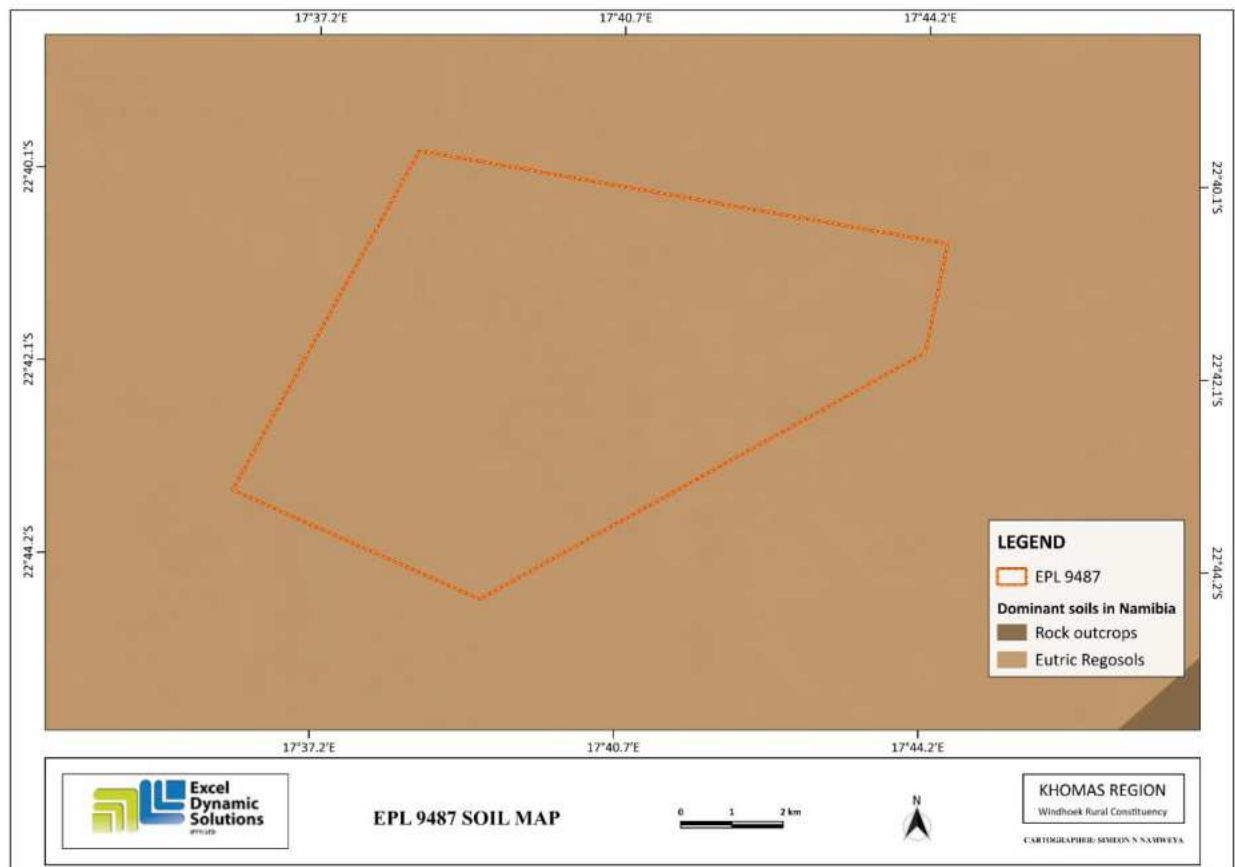 17°37.2'E 17°40.7'E 17°44.2'E
22°40.1'S
22°42.1'S
22°44.2'S
22°40.1'S
22°42.1'S
22°44.2'S
LEGEND
EPL 9487
Dominant soils in Namibia
Rock outcrops
Eutric Regosols
17°37.2'E 17°40.7'E 17°44.2'E
Excel
Dynamic
Solutions
(PTY) LTD
EPL 9487 SOIL MAP
0 1 2 km
N
KHOMAS REGION
Windhoek Rural Constituency
CARTOGRAPHER: SIMEON N NAMWEYA